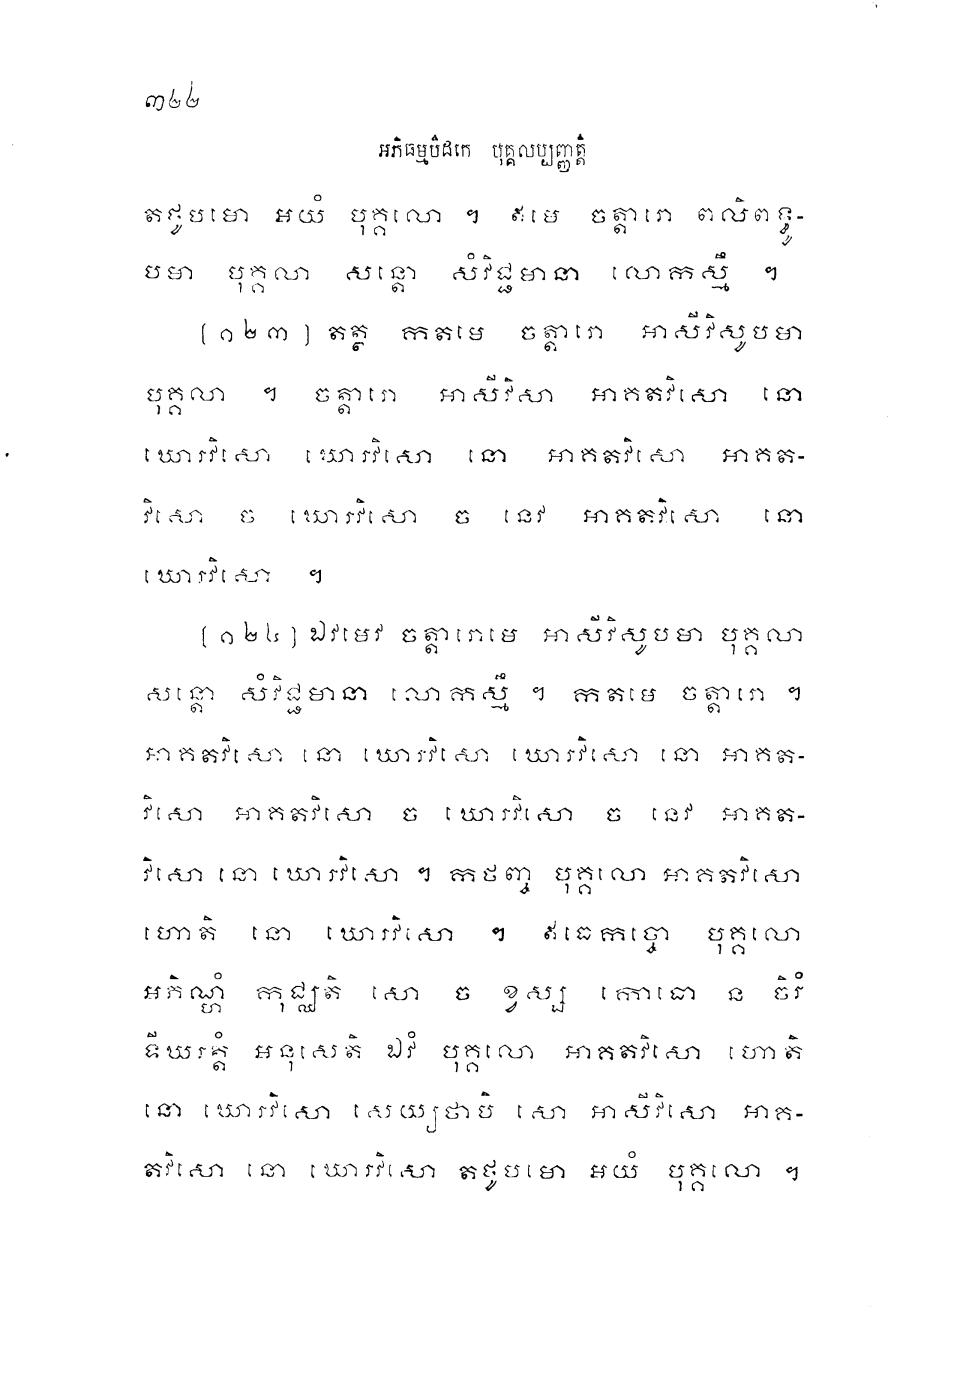 ៣២២
អភិធម្មបិដកេ បុគ្គលប្បញ្ញត្តិ
តថូបមោ អយំ បុគ្គលោ ។ ឥមេ ចត្តារោ ពលិពទ្ទូ-
បមា បុគ្គលា សន្តោ សំវិជ្ជមានា លោកស្មឹ ។
(១២៣) តត្ថ កតមេ ចត្តារោ អាសីវិសូបមា
បុគ្គលា ។ ចត្តារោ អាសីវិសា អាគតវិសោ នោ
ឃោរវិសោ ឃោរវិសោ នោ អាគតវិសោ អាគត-
វិសោ ច ឃោរវិសោ ច នេវ អាគតវិសោ នោ
ឃោរវិសោ ។
(១២៤) ឯវមេវ ចត្តារោមេ អាសីវិសូបមា បុគ្គលា
សន្តោ សំវិជ្ជមានា លោកស្មឹ ។ កតមេ ចត្តារោ ។
អាគតវិសោ នោ ឃោរវិសោ ឃោរវិសោ នោ អាគត-
វិសោ អាគតវិសោ ច ឃោរវិសោ ច នេវ អាគត-
វិសោ នោ ឃោរវិសោ ។ កថញ្ច បុគ្គលោ អាគតវិសោ
ហោតិ នោ ឃោរវិសោ ។ ឥធេកច្ចោ បុគ្គលោ
អភិណ្ហំ កុជ្ឈតិ សោ ច ខ្វស្ស កោធោ ន ចិរំ
ទីឃរត្តំ អនុសេតិ ឯវំ បុគ្គលោ អាគតវិសោ ហោតិ
នោ ឃោរវិសោ សេយ្យថាបិ សោ អាសីវិសោ អាគ-
តវិសោ នោ ឃោរវិសោ តថូបមោ អយំ បុគ្គលោ ។